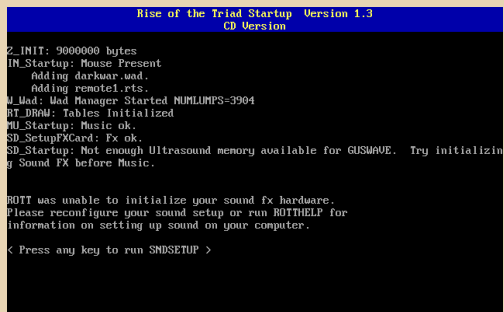 Rise of the Triad Startup  Version 1.3
CD Version
Z_INIT: 9000000 bytes
IN_Startup: Mouse Present
    Adding darkwar.wad.
    Adding remote1.rts.
W_Wad: Wad Manager Started NUMLUMPS=3904
RT_DRAW: Tables Initialized
MU_Startup: Music ok.
SD_SetupFXCard: Fx ok.
SD_Startup: Not enough Ultrasound memory available for GUSWAVE.  Try initializin
g Sound FX before Music.
ROTT was unable to initialize your sound fx hardware.
Please reconfigure your sound setup or run ROTTHELP for
information on setting up sound on your computer.
< Press any key to run SNDSETUP >